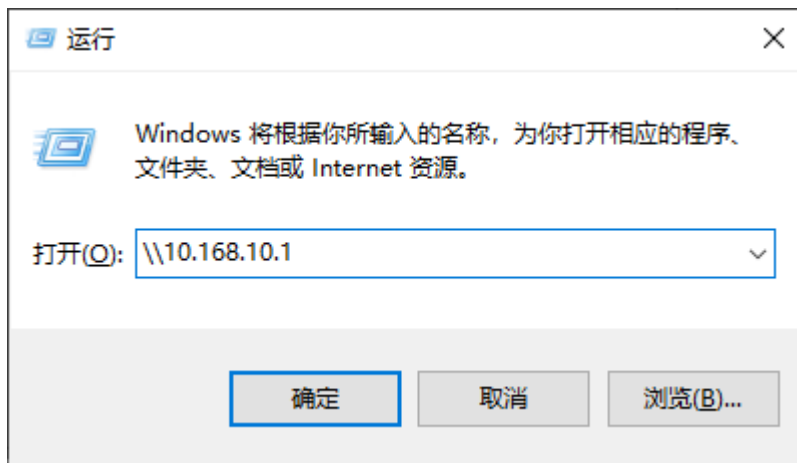 运行
Windows 将根据你所输入的名称，为你打开相应的程序、
文件夹、文档或 Internet 资源。
打开(O): \\10.168.10.1
确定 取消 浏览(B)...